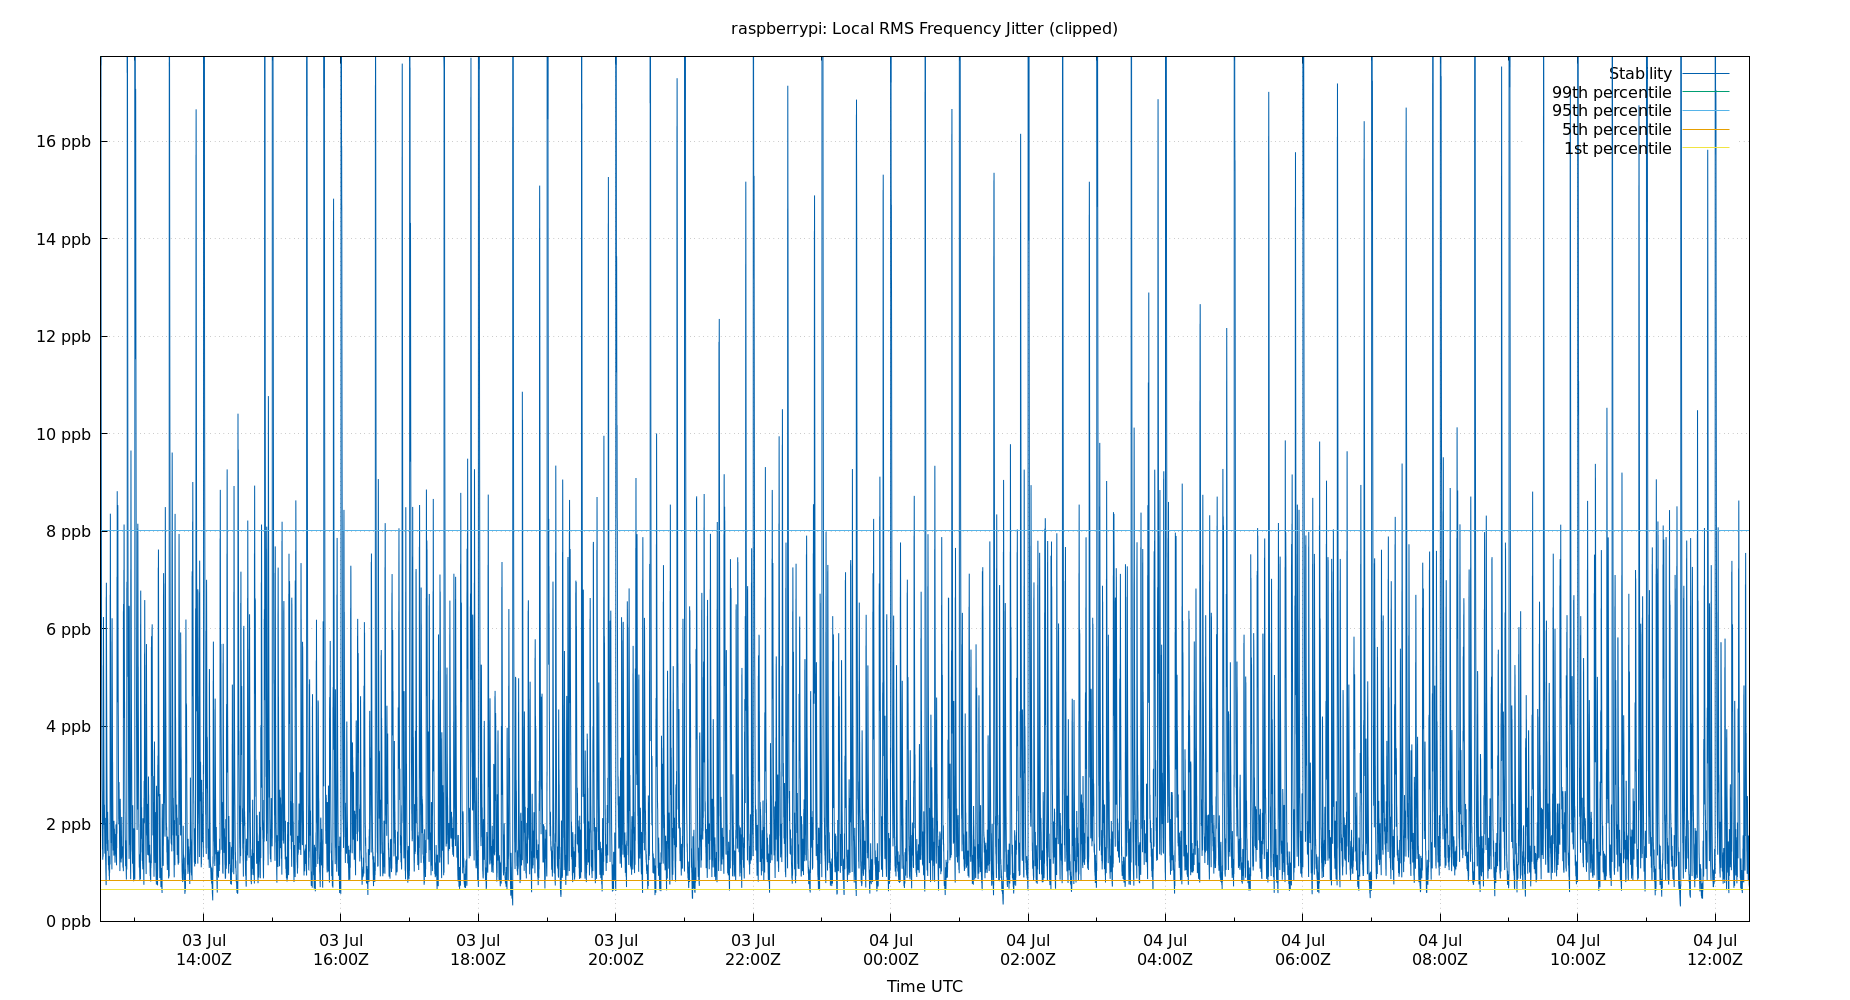 raspberrypi: Local RMS Frequency Jitter (clipped)
Stability
99th percentile
95th percentile
5th percentile
1st percentile
16 ppb
14 ppb
12 ppb
10 ppb
8 ppb
6 ppb
4 ppb
2 ppb
0 ppb
03 Jul 03 Jul 03 Jul 03 Jul 03 Jul 04 Jul 04 Jul 04 Jul 04 Jul 04 Jul 04 Jul 04 Jul
14:00Z 16:00Z 18:00Z 20:00Z 22:00Z 00:00Z 02:00Z 04:00Z 06:00Z 08:00Z 10:00Z 12:00Z
Time UTC